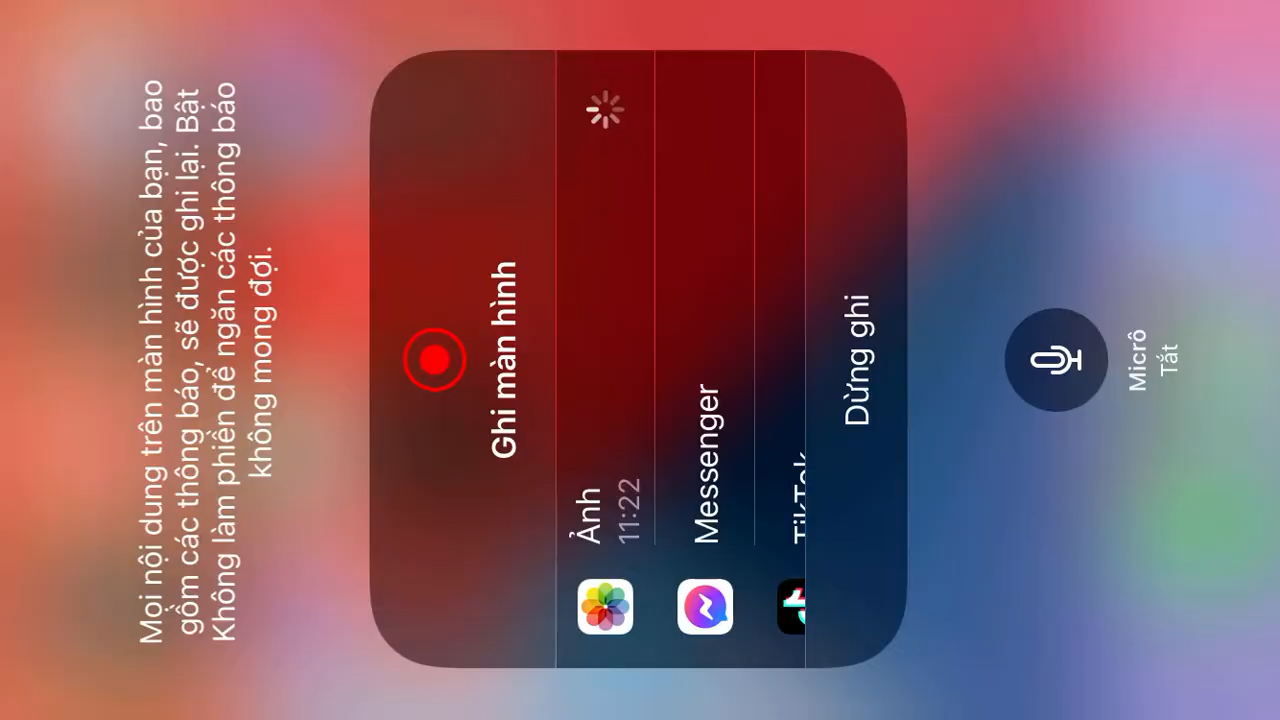 Mọi nội dung trên màn hình của bạn, bao
gồm các thông báo, sẽ được ghi lại. Bật
Không làm phiền để ngăn các thông báo
không mong đợi.
Ghi màn hình
Ảnh
11:22
Messenger
TikTok
Dừng ghi
Micrô
Tắt